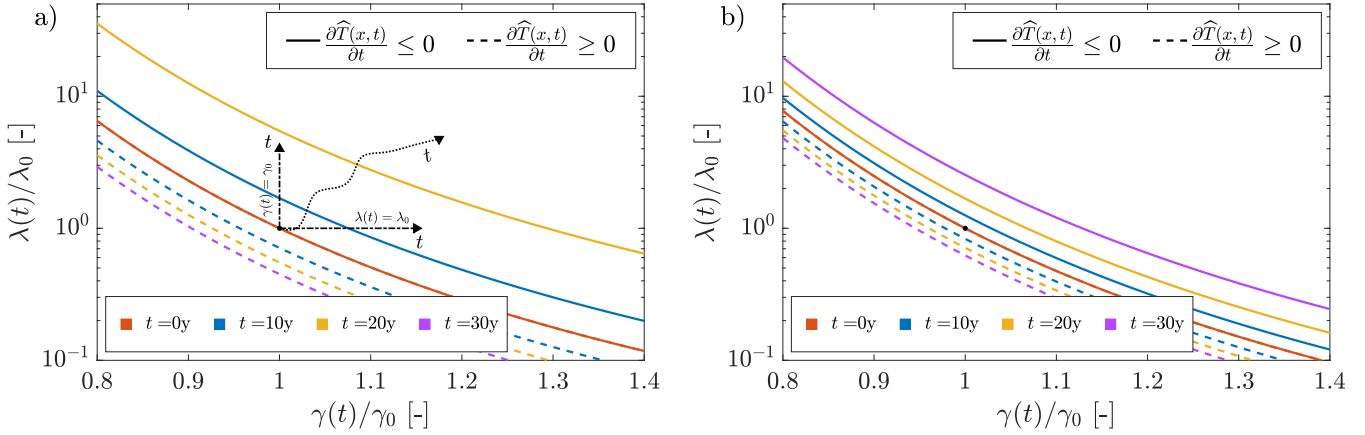 a)
∂T̂(x, t)/∂t ≤ 0
∂T̂(x, t)/∂t ≥ 0
λ(t)/λ₀ [-]
10¹
10⁰
10⁻¹
t
γ(t) = γ₀
t
λ(t) = λ₀
t
t =0y t =10y t =20y t =30y
0.8 0.9 1 1.1 1.2 1.3 1.4
γ(t)/γ₀ [-]
b)
∂T̂(x, t)/∂t ≤ 0
∂T̂(x, t)/∂t ≥ 0
λ(t)/λ₀ [-]
10¹
10⁰
10⁻¹
t =0y t =10y t =20y t =30y
0.8 0.9 1 1.1 1.2 1.3 1.4
γ(t)/γ₀ [-]